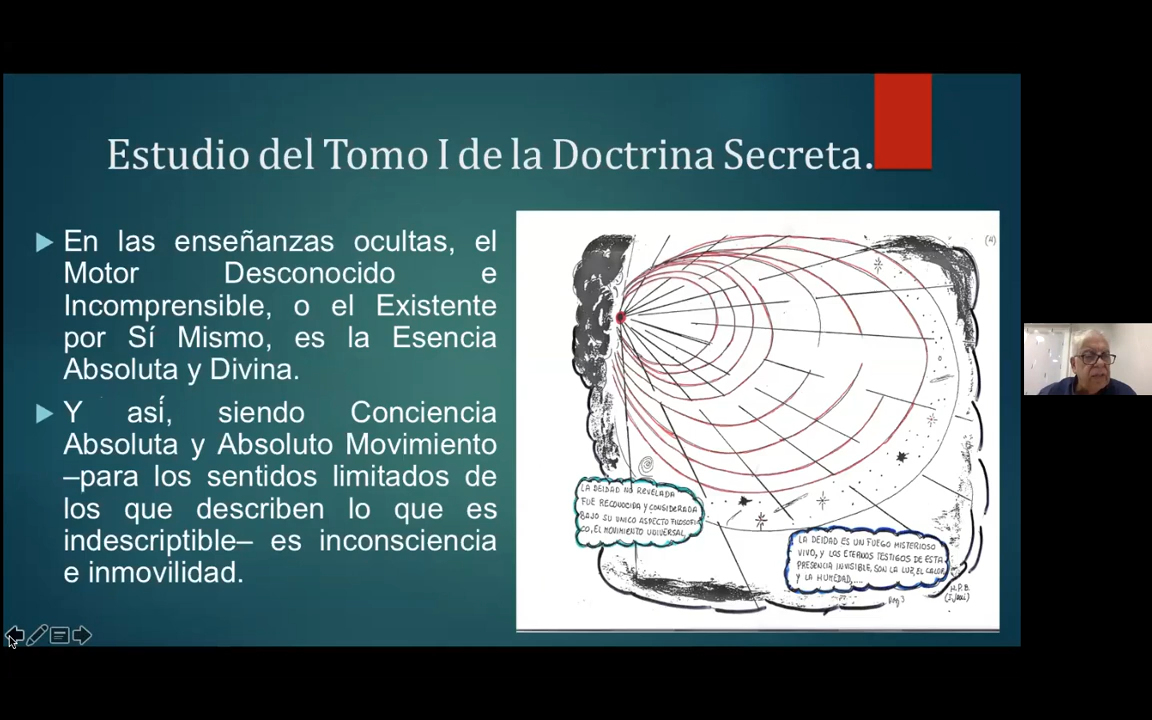 Estudio del Tomo I de la Doctrina Secreta.
En las enseñanzas ocultas, el
Motor Desconocido e
Incomprensible, o el Existente
por Sí Mismo, es la Esencia
Absoluta y Divina.
Y así, siendo Conciencia
Absoluta y Absoluto Movimiento
–para los sentidos limitados de
los que describen lo que es
indescriptible– es inconsciencia
e inmovilidad.
LA DEIDAD NO REVELADA
FUE RECONOCIDA Y CONSIDERADA
BAJO SU UNICO ASPECTO FILOSOFI
CO, EL MOVIMIENTO UNIVERSAL
LA DEIDAD ES UN FUEGO MISTERIOSO
VIVO, Y LOS ETERNOS TESTIGOS DE ESTA
PRESENCIA INVISIBLE, SON LA LUZ, EL CALOR
Y LA HUMEDAD,....
H.P.B.